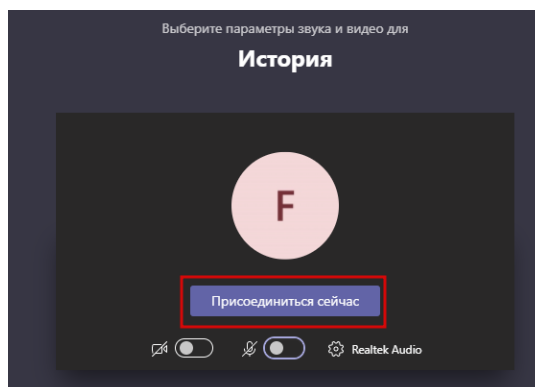 Выберите параметры звука и видео для
История
F
Присоединиться сейчас
Realtek Audio